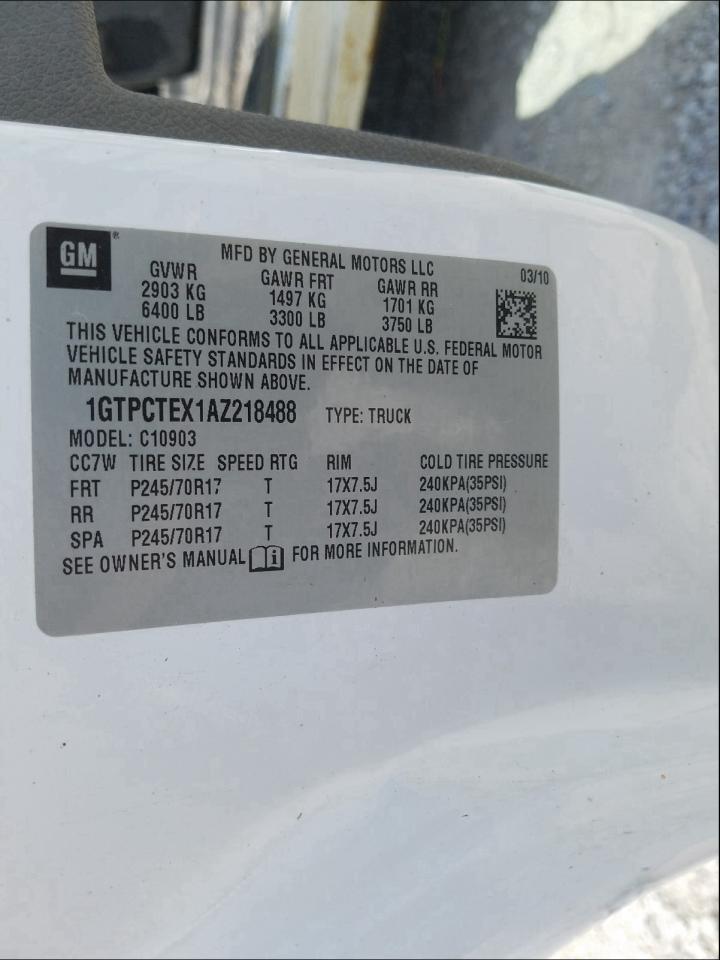 GM ®
MFD BY GENERAL MOTORS LLC 03/10
GVWR GAWR FRT GAWR RR
2903 KG 1497 KG 1701 KG
6400 LB 3300 LB 3750 LB
THIS VEHICLE CONFORMS TO ALL APPLICABLE U.S. FEDERAL MOTOR
VEHICLE SAFETY STANDARDS IN EFFECT ON THE DATE OF
MANUFACTURE SHOWN ABOVE.
1GTPCTEX1AZ218488 TYPE: TRUCK
MODEL: C10903
CC7W TIRE SIZE SPEED RTG RIM COLD TIRE PRESSURE
FRT P245/70R17 T 17X7.5J 240KPA(35PSI)
RR P245/70R17 T 17X7.5J 240KPA(35PSI)
SPA P245/70R17 T 17X7.5J 240KPA(35PSI)
SEE OWNER'S MANUAL i FOR MORE INFORMATION.